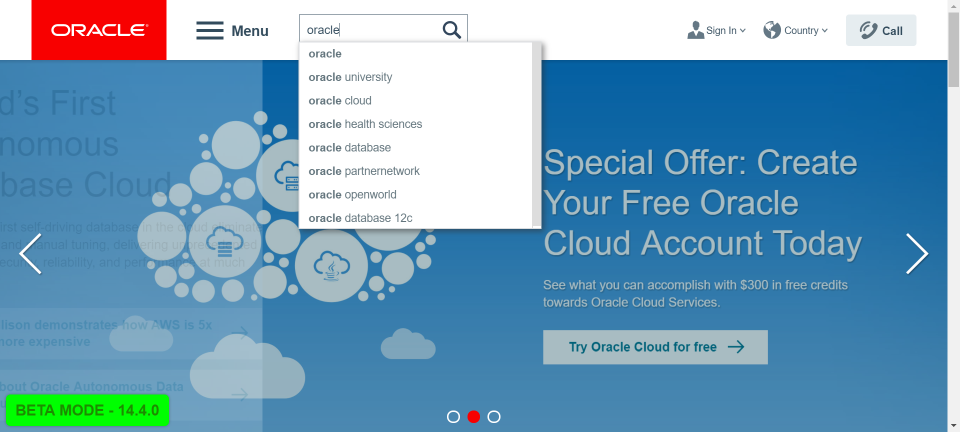 ORACLE
Menu
oracle
Sign In
Country
Call
oracle
oracle university
oracle cloud
oracle health sciences
oracle database
oracle partnernetwork
oracle openworld
oracle database 12c
d's First
nomous
base Cloud
Special Offer: Create
Your Free Oracle
Cloud Account Today
See what you can accomplish with $300 in free credits
towards Oracle Cloud Services.
Try Oracle Cloud for free
first self-driving database in the cloud
and manual tuning, delivering
security, reliability, and performance at much
llison demonstrates how AWS is 5x
more expensive
bout Oracle Autonomous Data
BETA MODE - 14.4.0